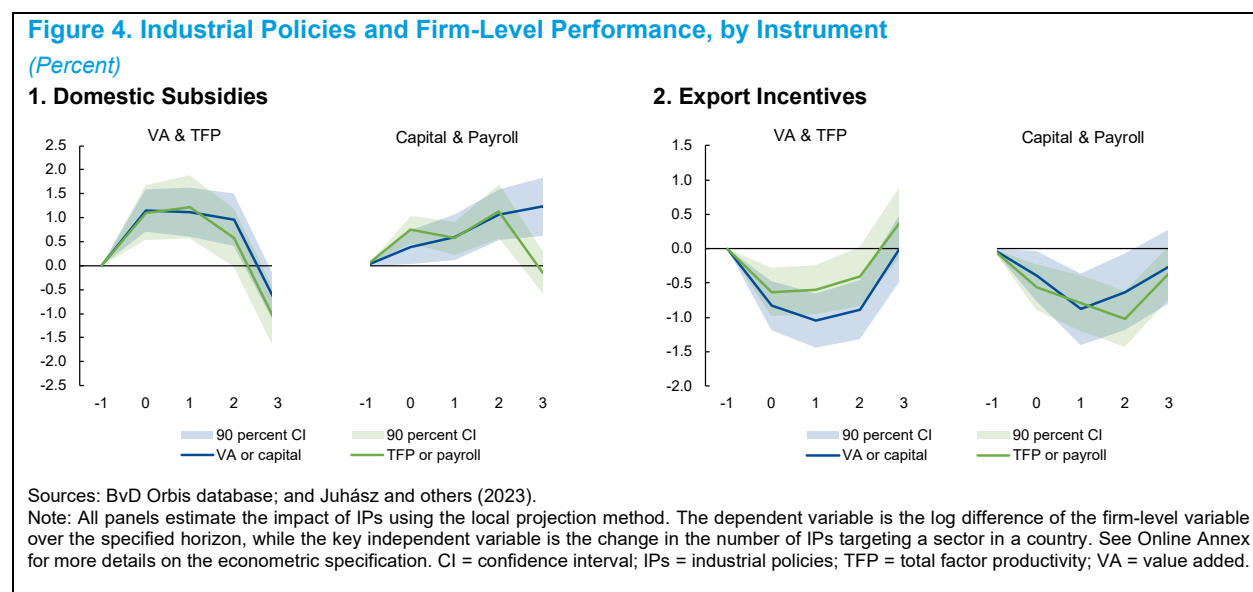 Figure 4. Industrial Policies and Firm-Level Performance, by Instrument
(Percent)
1. Domestic Subsidies
2. Export Incentives
VA & TFP
Capital & Payroll
2.5
2.0
1.5
1.0
0.5
0.0
-0.5
-1.0
-1.5
-2.0
-2.5
-1 0 1 2 3
-1 0 1 2 3
VA & TFP
Capital & Payroll
1.5
1.0
0.5
0.0
-0.5
-1.0
-1.5
-2.0
-1 0 1 2 3
-1 0 1 2 3
90 percent CI 90 percent CI
VA or capital TFP or payroll
90 percent CI 90 percent CI
VA or capital TFP or payroll
Sources: BvD Orbis database; and Juhász and others (2023).
Note: All panels estimate the impact of IPs using the local projection method. The dependent variable is the log difference of the firm-level variable
over the specified horizon, while the key independent variable is the change in the number of IPs targeting a sector in a country. See Online Annex
for more details on the econometric specification. CI = confidence interval; IPs = industrial policies; TFP = total factor productivity; VA = value added.